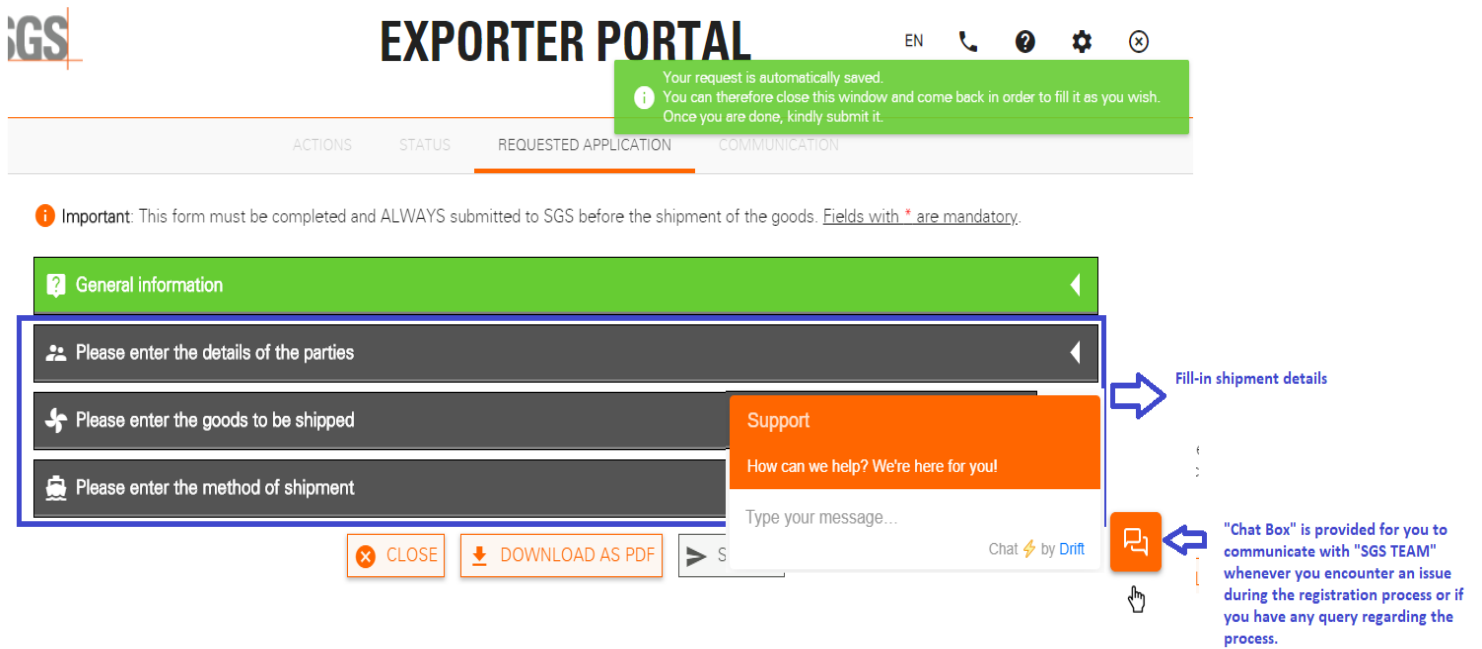 SGS
EXPORTER PORTAL
EN
Your request is automatically saved.
You can therefore close this window and come back in order to fill it as you wish.
Once you are done, kindly submit it.
ACTIONS STATUS REQUESTED APPLICATION COMMUNICATION
Important: This form must be completed and ALWAYS submitted to SGS before the shipment of the goods. Fields with * are mandatory.
General information
Please enter the details of the parties
Fill-in shipment details
Please enter the goods to be shipped
Support
How can we help? We're here for you!
Please enter the method of shipment
Type your message...
Chat ⚡ by Drift
CLOSE DOWNLOAD AS PDF S
"Chat Box" is provided for you to
communicate with "SGS TEAM"
whenever you encounter an issue
during the registration process or if
you have any query regarding the
process.